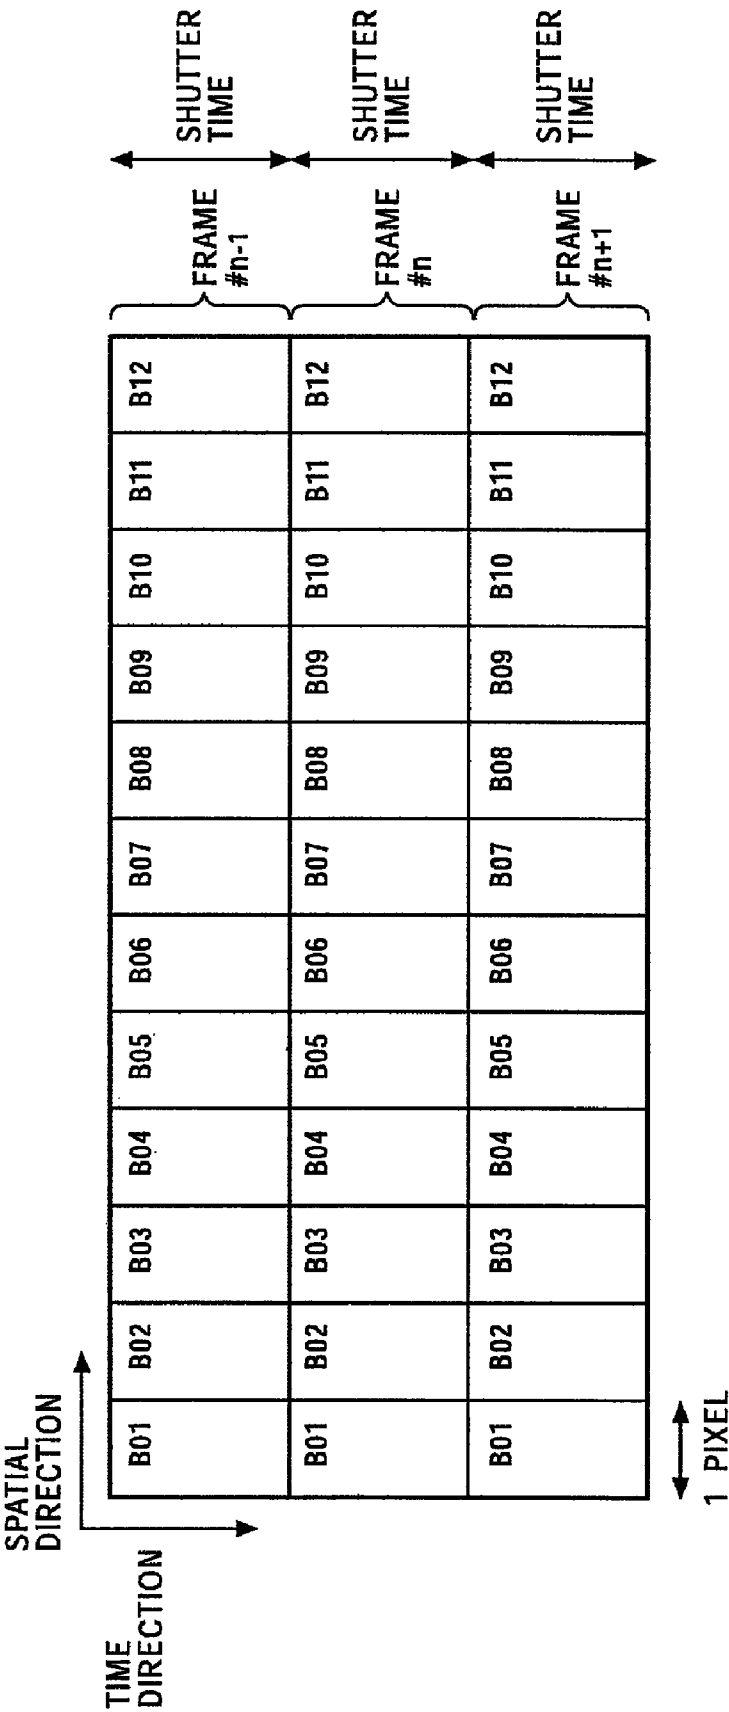 SPATIAL
DIRECTION
TIME
DIRECTION
B01 B02 B03 B04 B05 B06 B07 B08 B09 B10 B11 B12
FRAME
#n-1
SHUTTER
TIME
B01 B02 B03 B04 B05 B06 B07 B08 B09 B10 B11 B12
FRAME
#n
SHUTTER
TIME
B01 B02 B03 B04 B05 B06 B07 B08 B09 B10 B11 B12
FRAME
#n+1
SHUTTER
TIME
1 PIXEL